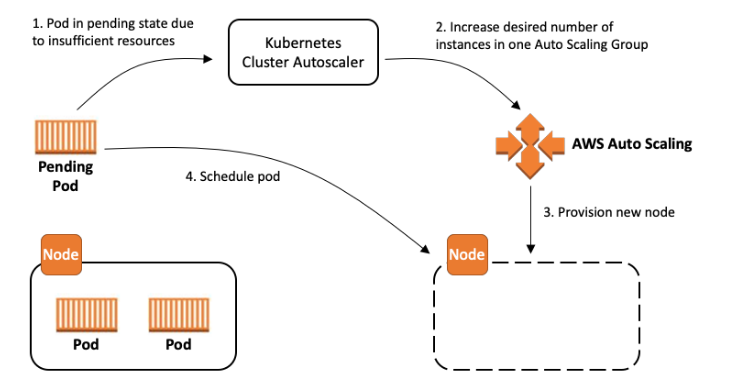 1. Pod in pending state due
to insufficient resources
Kubernetes
Cluster Autoscaler
2. Increase desired number of
instances in one Auto Scaling Group
Pending
Pod
AWS Auto Scaling
4. Schedule pod
3. Provision new node
Node
Pod
Pod
Node